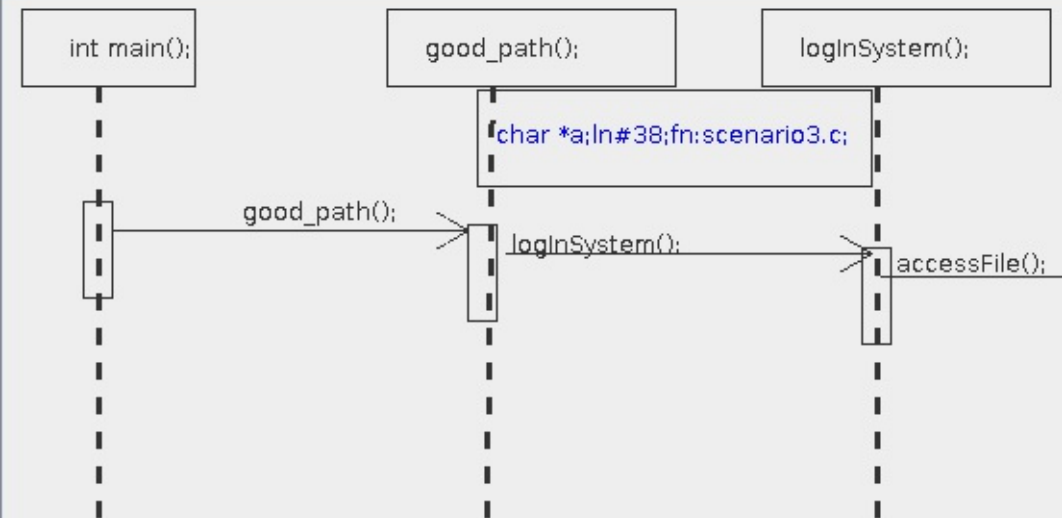 int main();
good_path();
logInSystem();
char *a;ln#38;fn:scenario3.c;
good_path();
logInSystem();
accessFile();